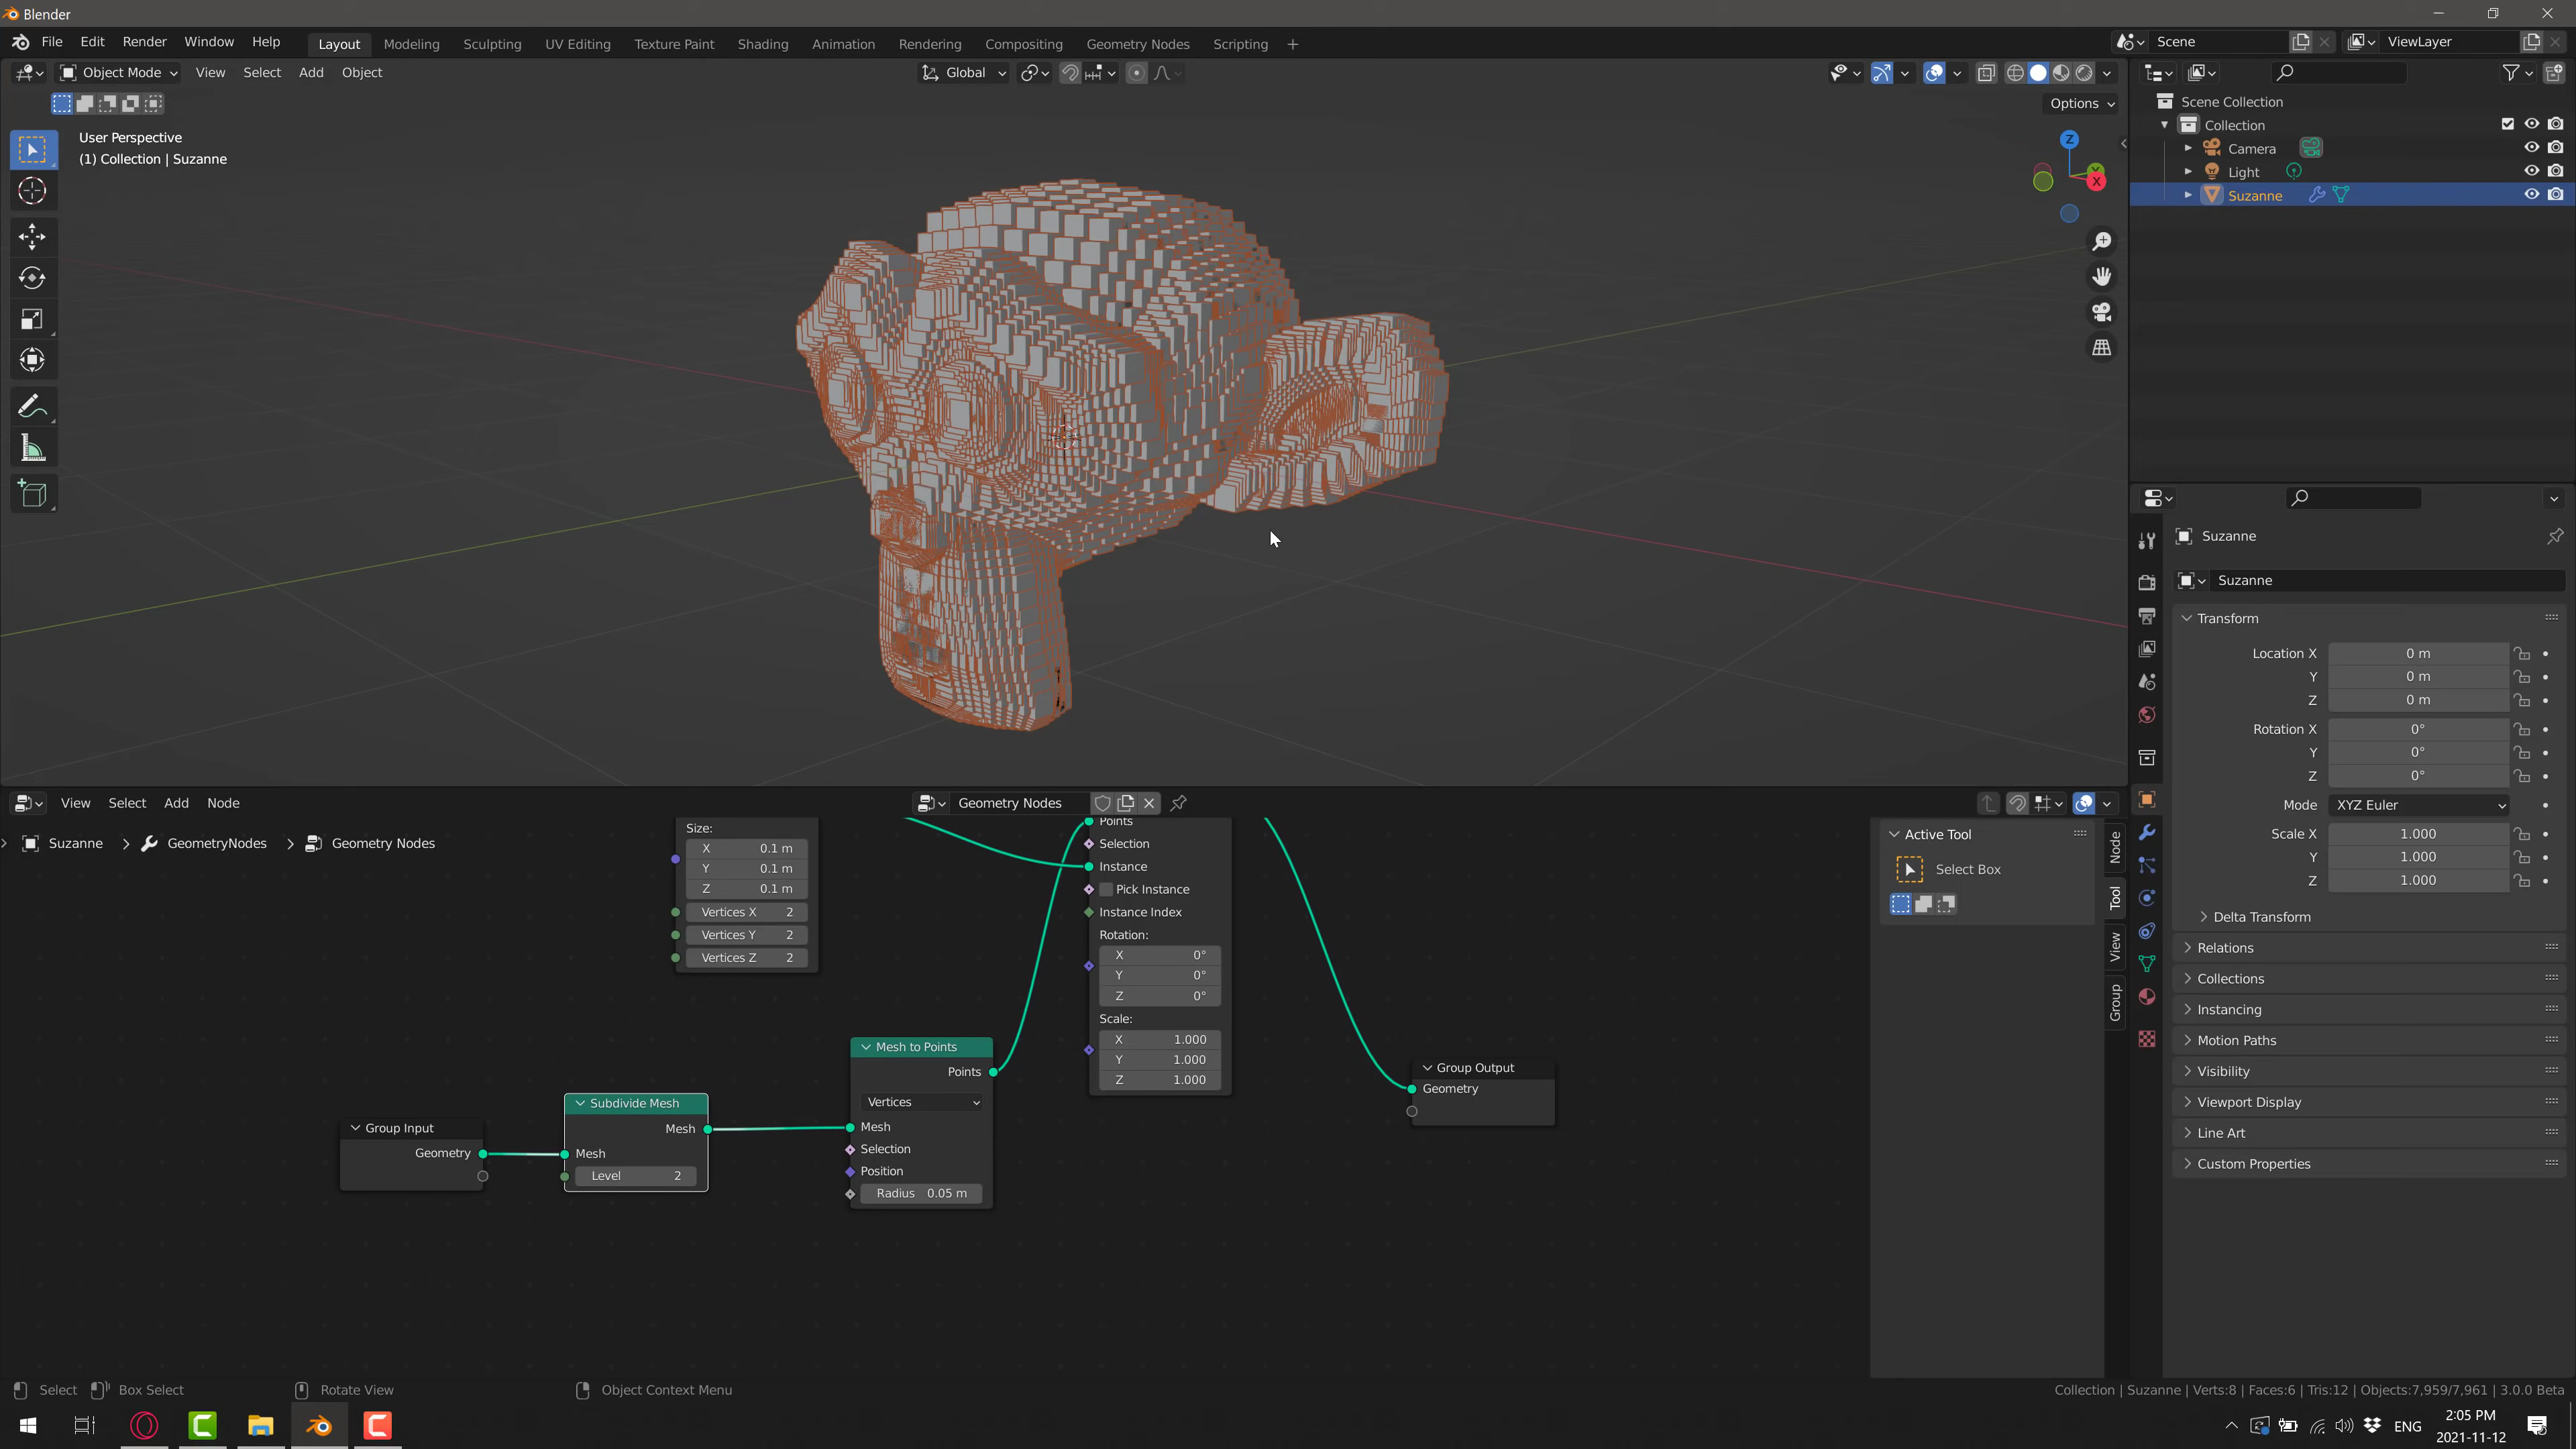 Blender
File Edit Render Window Help Layout Modeling Sculpting UV Editing Texture Paint Shading Animation Rendering Compositing Geometry Nodes Scripting + Scene ViewLayer
Object Mode View Select Add Object Global
Options
User Perspective
(1) Collection | Suzanne
Z
Y
X
Scene Collection
Collection
Camera
Light
Suzanne
Suzanne
Suzanne
Transform
Location X 0 m
Y 0 m
Z 0 m
Rotation X 0°
Y 0°
Z 0°
Mode XYZ Euler
Scale X 1.000
Y 1.000
Z 1.000
Delta Transform
Relations
Collections
Instancing
Motion Paths
Visibility
Viewport Display
Line Art
Custom Properties
View Select Add Node Geometry Nodes
Suzanne > GeometryNodes > Geometry Nodes
Size:
X 0.1 m
Y 0.1 m
Z 0.1 m
Vertices X 2
Vertices Y 2
Vertices Z 2
Points
Selection
Instance
Pick Instance
Instance Index
Rotation:
X 0°
Y 0°
Z 0°
Scale:
X 1.000
Y 1.000
Z 1.000
Group Input
Geometry
Subdivide Mesh
Mesh
Mesh
Level 2
Mesh to Points
Points
Vertices
Mesh
Selection
Position
Radius 0.05 m
Group Output
Geometry
Active Tool
Select Box
Node
Tool
View
Group
Select Box Select Rotate View Object Context Menu
Collection | Suzanne | Verts:8 | Faces:6 | Tris:12 | Objects:7,959/7,961 | 3.0.0 Beta
ENG
2:05 PM
2021-11-12